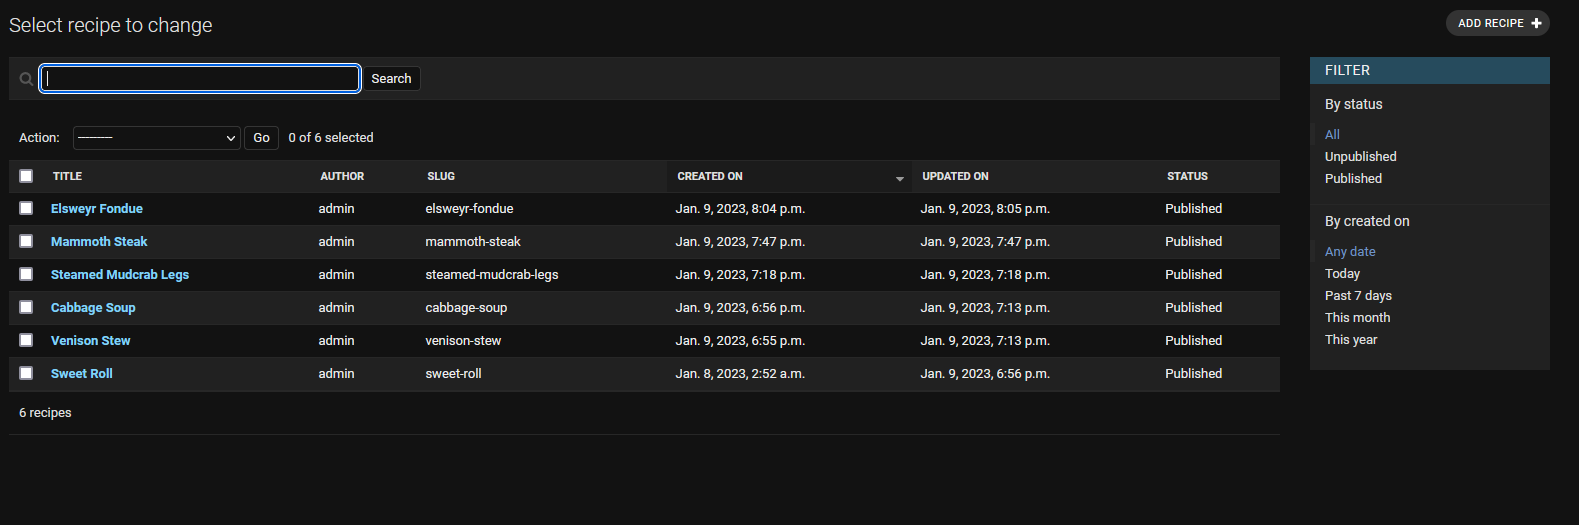 Select recipe to change
ADD RECIPE
Search
Action: --------- Go 0 of 6 selected
TITLE AUTHOR SLUG CREATED ON UPDATED ON STATUS
Elsweyr Fondue admin elsweyr-fondue Jan. 9, 2023, 8:04 p.m. Jan. 9, 2023, 8:05 p.m. Published
Mammoth Steak admin mammoth-steak Jan. 9, 2023, 7:47 p.m. Jan. 9, 2023, 7:47 p.m. Published
Steamed Mudcrab Legs admin steamed-mudcrab-legs Jan. 9, 2023, 7:18 p.m. Jan. 9, 2023, 7:18 p.m. Published
Cabbage Soup admin cabbage-soup Jan. 9, 2023, 6:56 p.m. Jan. 9, 2023, 7:13 p.m. Published
Venison Stew admin venison-stew Jan. 9, 2023, 6:55 p.m. Jan. 9, 2023, 7:13 p.m. Published
Sweet Roll admin sweet-roll Jan. 8, 2023, 2:52 a.m. Jan. 9, 2023, 6:56 p.m. Published
6 recipes
FILTER
By status
All
Unpublished
Published
By created on
Any date
Today
Past 7 days
This month
This year